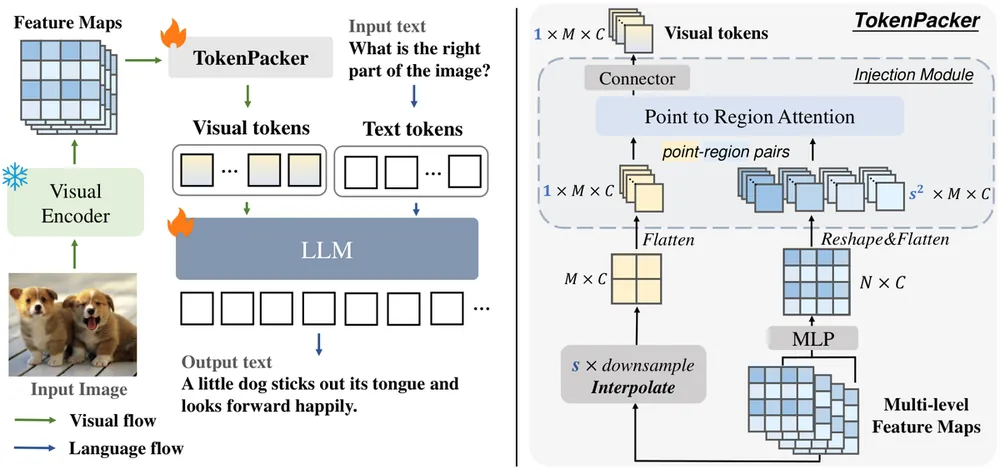 Feature Maps
TokenPacker
Input text
What is the right
part of the image?
Visual tokens
Text tokens
...
...
Visual
Encoder
LLM
...
Input Image
Output text
A little dog sticks out its tongue and
looks forward happily.
Visual flow
Language flow
TokenPacker
1 × M × C
Visual tokens
Injection Module
Connector
Point to Region Attention
point-region pairs
1 × M × C
s² × M × C
Flatten
Reshape&Flatten
M × C
N × C
MLP
s × downsample
Interpolate
Multi-level
Feature Maps